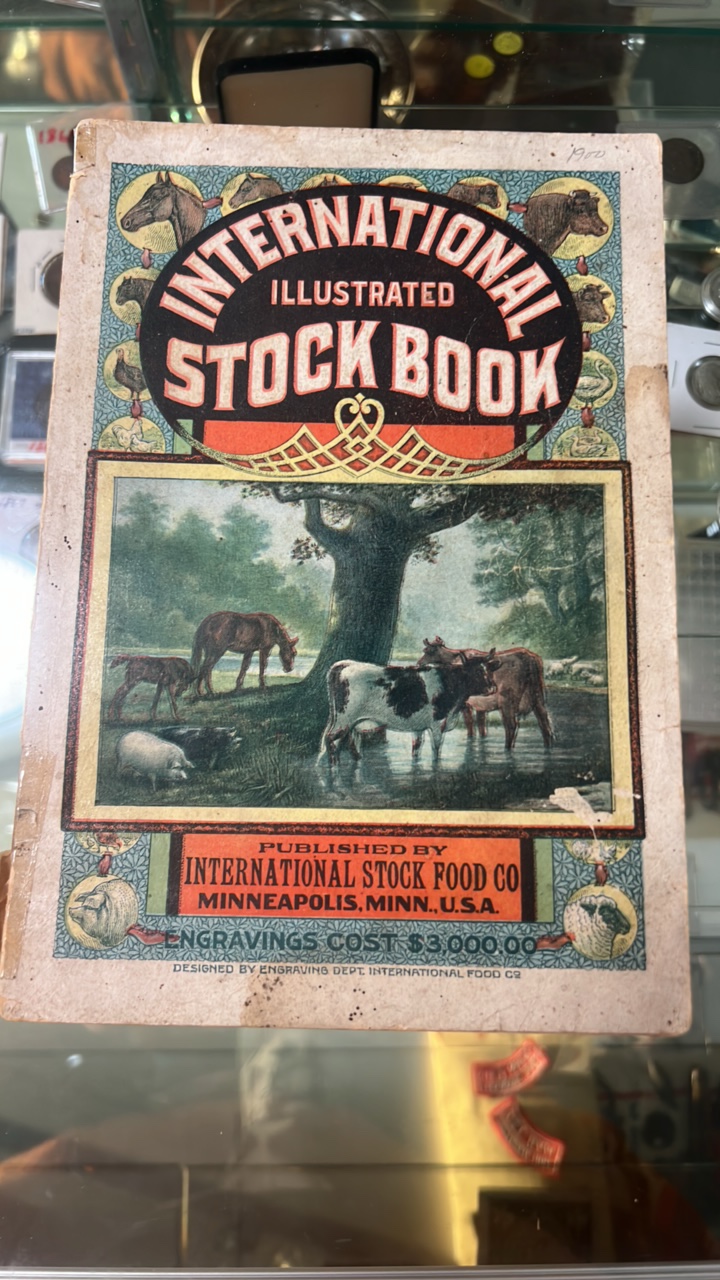 1900
INTERNATIONAL
ILLUSTRATED
STOCK BOOK
PUBLISHED BY
INTERNATIONAL STOCK FOOD CO
MINNEAPOLIS, MINN., U.S.A.
ENGRAVINGS COST $3,000.00
DESIGNED BY ENGRAVING DEPT. INTERNATIONAL FOOD CO